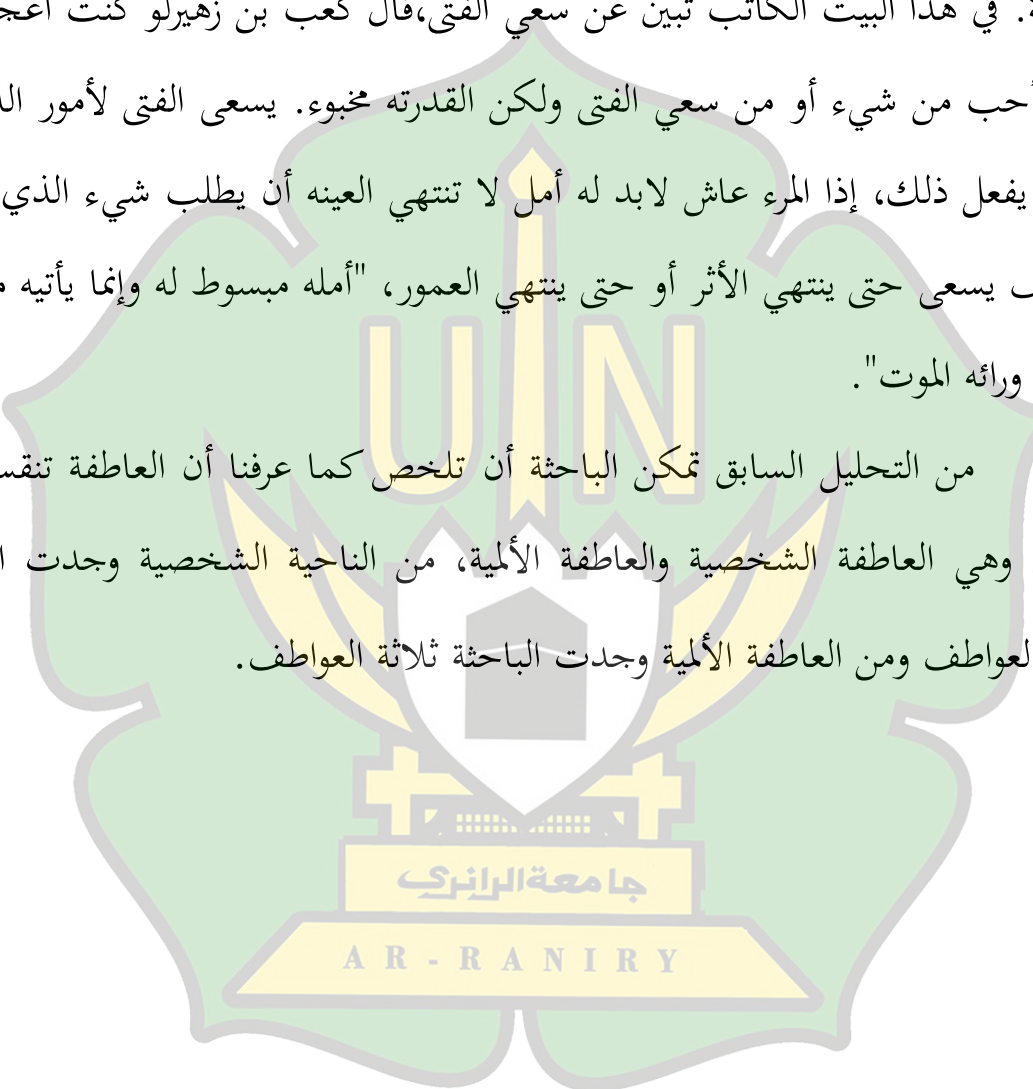 في هذا البيت الكاتب تبين عن سعي الفتى،قال كعب بن زهيرلو كنت
أحب من شيء أو من سعي الفتى ولكن القدرته مخبوء. يسعى الفتى لأمور
يفعل ذلك، إذا المرء عاش لابد له أمل لا تنتهي العينه أن يطلب شيء الذي
يسعى حتى ينتهي الأثر أو حتى ينتهي العمور، "أمله مبسوط له وإنما يأتيه
ورائه الموت".
من التحليل السابق تمكن الباحثة أن تلخص كما عرفنا أن العاطفة
وهي العاطفة الشخصية والعاطفة الألمية، من الناحية الشخصية وجدت
العواطف ومن العاطفة الألمية وجدت الباحثة ثلاثة العواطف.
UIN
جامعة الرانري
AR-RANIRY